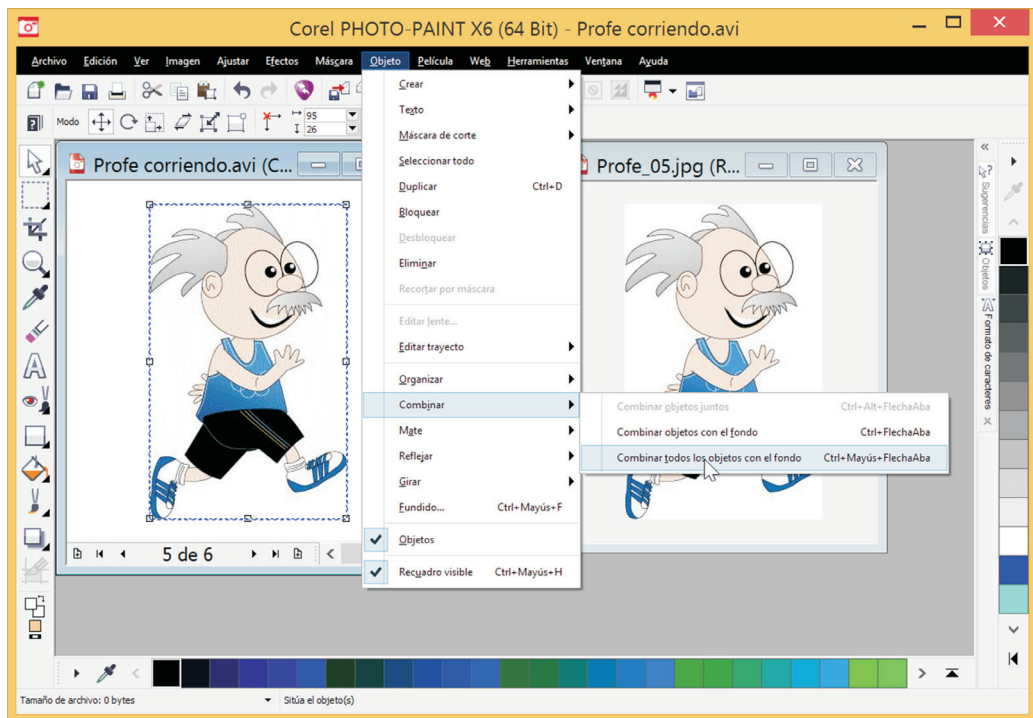 Corel PHOTO-PAINT X6 (64 Bit) - Profe corriendo.avi
Archivo Edición Ver Imagen Ajustar Efectos Máscara Objeto Película Web Herramientas Ventana Ayuda
Modo
95
26
Profe corriendo.avi (C...
Profe_05.jpg (R...
Crear
Texto
Máscara de corte
Seleccionar todo
Duplicar Ctrl+D
Bloquear
Desbloquear
Eliminar
Recortar por máscara
Editar lente...
Editar trayecto
Organizar
Combinar
Mate
Reflejar
Girar
Fundido... Ctrl+Mayús+F
Objetos
Recuadro visible Ctrl+Mayús+H
Combinar objetos juntos Ctrl+Alt+FlechaAba
Combinar objetos con el fondo Ctrl+FlechaAba
Combinar todos los objetos con el fondo Ctrl+Mayús+FlechaAba
Sugerencias
Objetos
Formato de caracteres
5 de 6
Tamaño de archivo: 0 bytes
Sitúa el objeto(s)